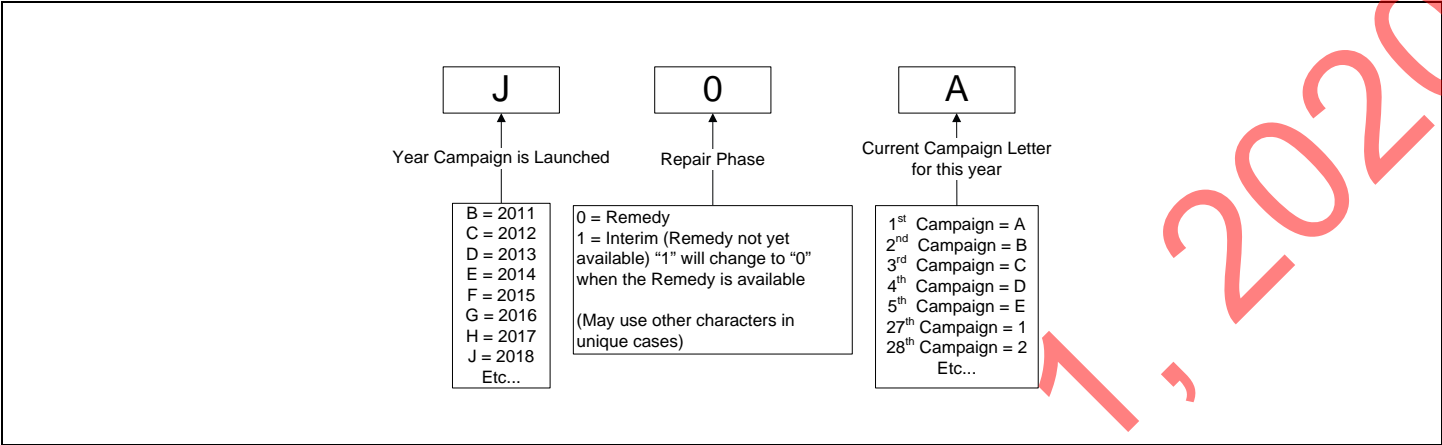 J
0
A
Year Campaign is Launched
Repair Phase
Current Campaign Letter
for this year
B = 2011
C = 2012
D = 2013
E = 2014
F = 2015
G = 2016
H = 2017
J = 2018
Etc...
0 = Remedy
1 = Interim (Remedy not yet
available) “1” will change to “0”
when the Remedy is available
(May use other characters in
unique cases)
1st Campaign = A
2nd Campaign = B
3rd Campaign = C
4th Campaign = D
5th Campaign = E
27th Campaign = 1
28th Campaign = 2
Etc...
1, 2020